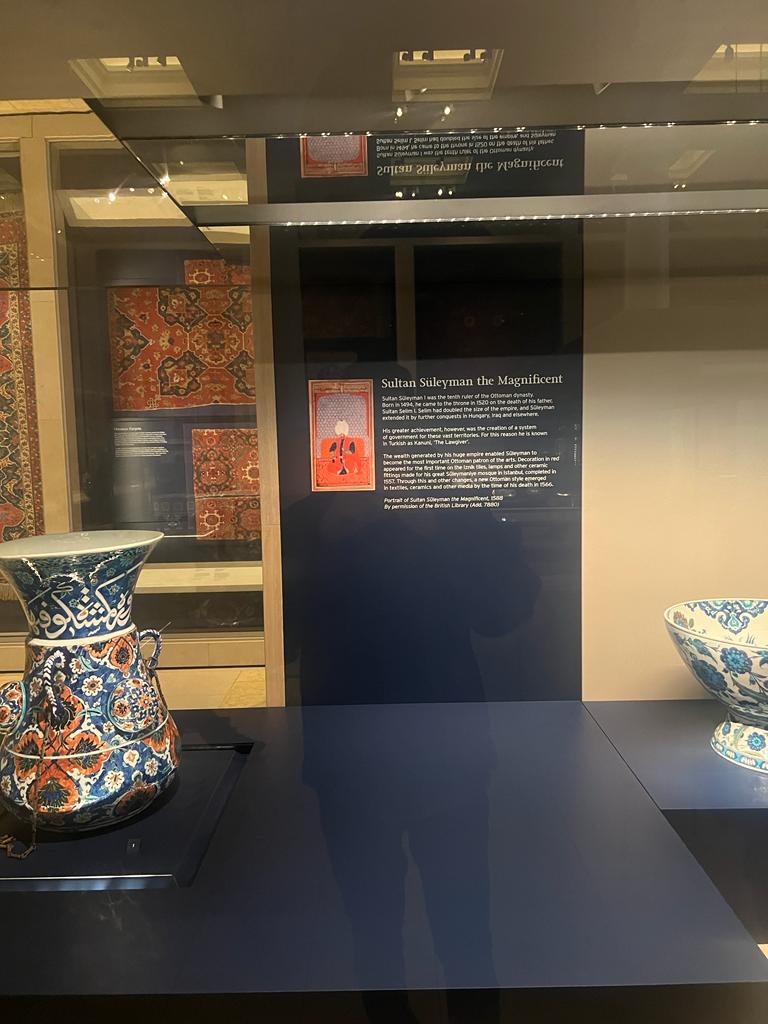 Sultan Süleyman the Magnificent
Sultan Süleyman I was the tenth ruler of the Ottoman dynasty.
Born in 1494, he came to the throne in 1520 on the death of his father,
Sultan Selim I. Selim had doubled the size of the empire, and Süleyman
extended it by further conquests in Hungary, Iraq and elsewhere.
His greater achievement, however, was the creation of a system
of government for these vast territories. For this reason he is known
in Turkish as Kanuni, 'The Lawgiver'.
The wealth generated by his huge empire enabled Süleyman to
become the most important Ottoman patron of the arts. Decoration in red
appeared for the first time on the Iznik tiles, lamps and other ceramic
fittings made for his great Süleymaniye mosque in Istanbul, completed in
1557. Through this and other changes, a new Ottoman style emerged
in textiles, ceramics and other media by the time of his death in 1566.
Portrait of Sultan Süleyman the Magnificent, 1588
By permission of the British Library (Add. 7880)